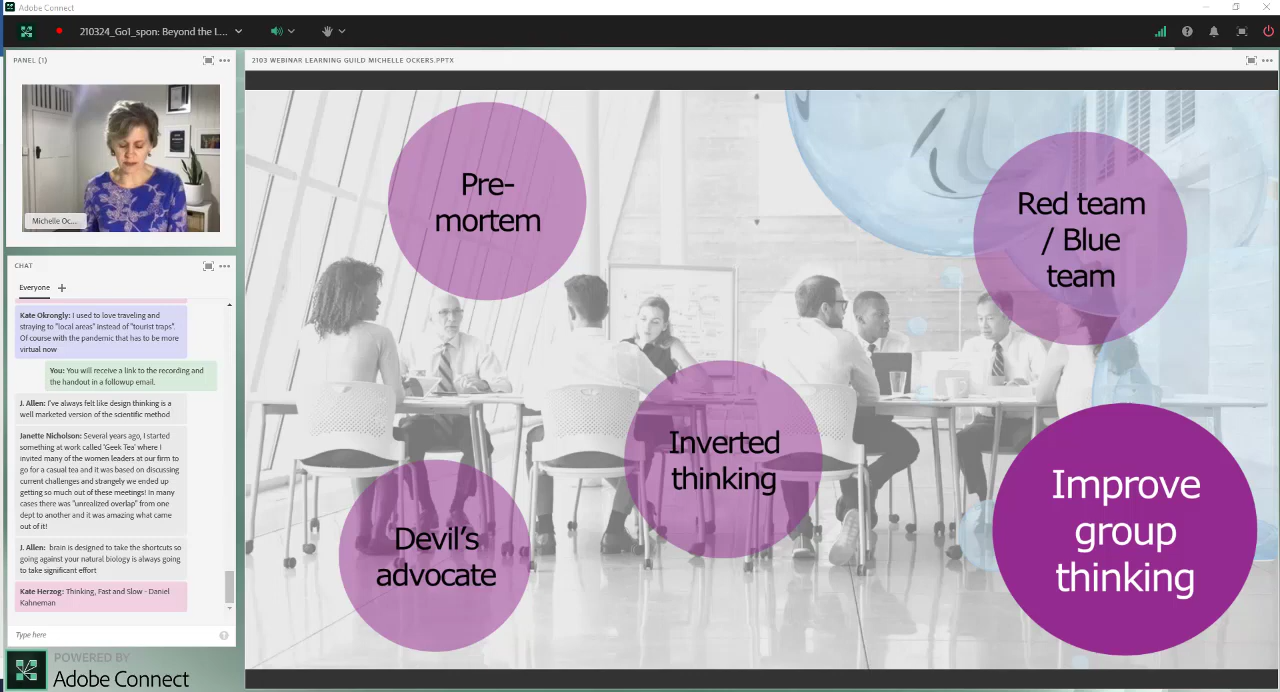 Adobe Connect
210324_Go1_spon: Beyond the L...
PANEL (1)
Michelle Oc...
CHAT
Everyone
Kate Okrongly: I used to love traveling and
straying to "local areas" instead of "tourist traps".
Of course with the pandemic that has to be more
virtual now
You: You will receive a link to the recording and
the handout in a followup email.
J. Allen: I've always felt like design thinking is a
well marketed version of the scientific method
Janette Nicholson: Several years ago, I started
something at work called 'Geek Tea' where I
invited many of the women leaders at our firm to
go for a casual tea and it was based on discussing
current challenges and strangely we ended up
getting so much out of these meetings! In many
cases there was "unrealized overlap" from one
dept to another and it was amazing what came
out of it!
J. Allen: brain is designed to take the shortcuts so
going against your natural biology is always going
to take significant effort
Kate Herzog: Thinking, Fast and Slow - Daniel
Kahneman
Type here
POWERED BY
Adobe Connect
2103 WEBINAR LEARNING GUILD MICHELLE OCKERS.PPTX
Pre-
mortem
Red team
/ Blue
team
Inverted
thinking
Devil's
advocate
Improve
group
thinking